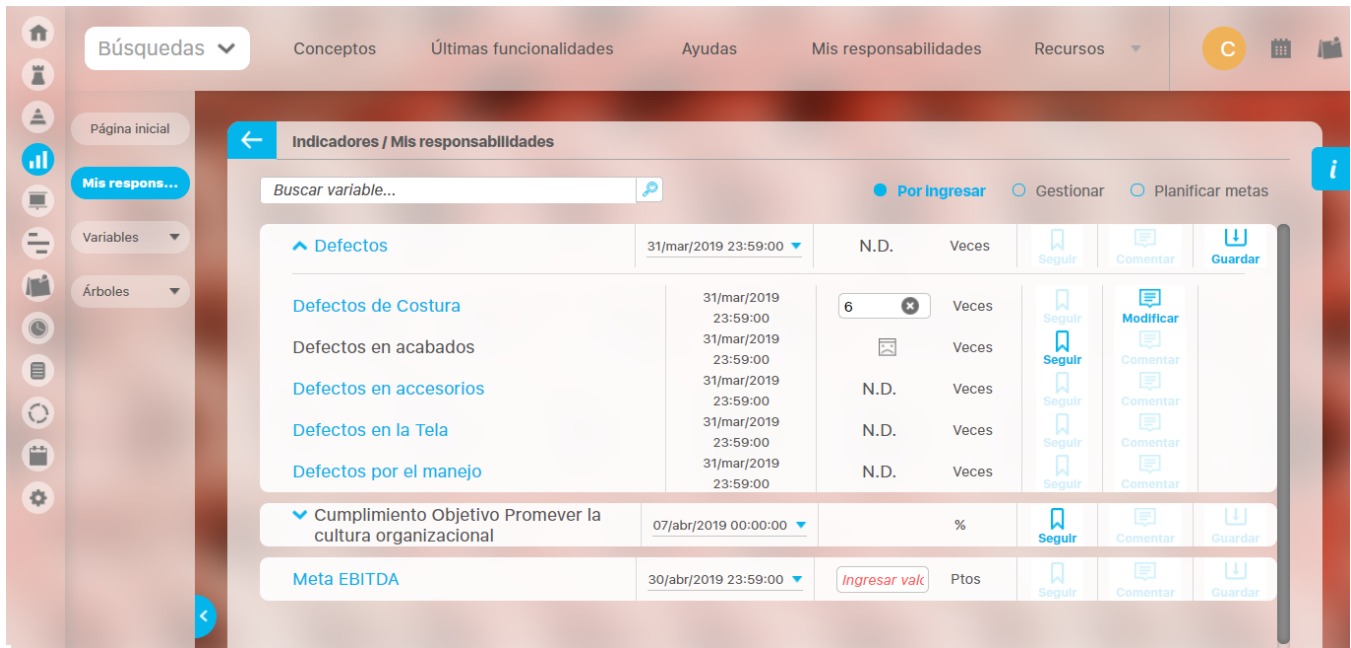 Búsquedas
Conceptos Últimas funcionalidades Ayudas Mis responsabilidades Recursos C
Página inicial
Mis respons...
Variables
Árboles
Indicadores / Mis responsabilidades
i
Buscar variable... Por Ingresar Gestionar Planificar metas
Defectos 31/mar/2019 23:59:00 N.D. Veces Seguir Comentar Guardar
Defectos de Costura 31/mar/2019 23:59:00 6 Veces Seguir Modificar
Defectos en acabados 31/mar/2019 23:59:00 Veces Seguir Comentar
Defectos en accesorios 31/mar/2019 23:59:00 N.D. Veces Seguir Comentar
Defectos en la Tela 31/mar/2019 23:59:00 N.D. Veces Seguir Comentar
Defectos por el manejo 31/mar/2019 23:59:00 N.D. Veces Seguir Comentar
Cumplimiento Objetivo Promever la
cultura organizacional 07/abr/2019 00:00:00 % Seguir Comentar Guardar
Meta EBITDA 30/abr/2019 23:59:00 Ingresar valo Ptos Seguir Comentar Guardar